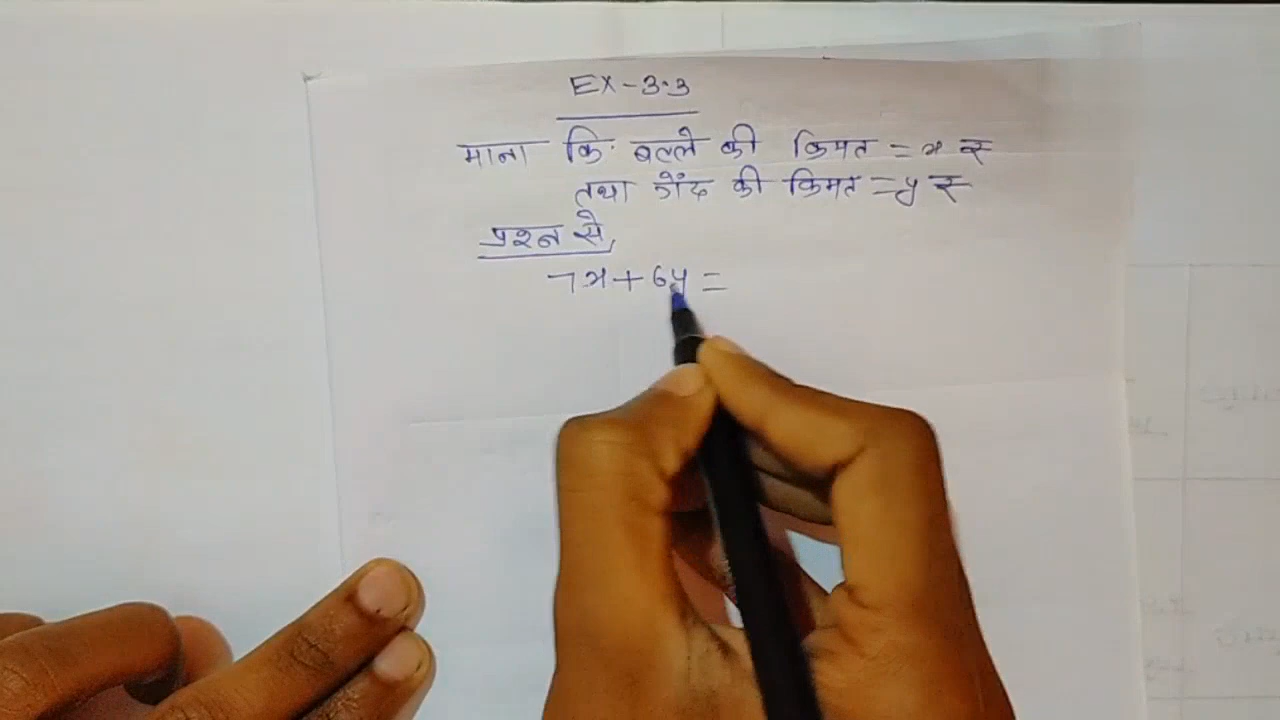 EX-3.3
माना कि बल्ले की किमत = x रु
तथा गेंद की किमत = y रु
प्रश्न से,
7x + 6y =